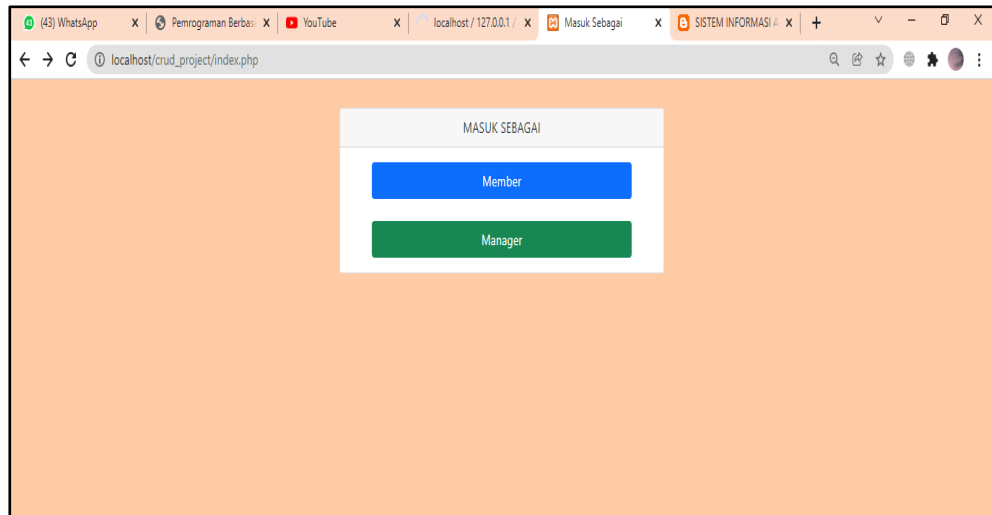 (43) WhatsApp
Pemrograman Berbasi
YouTube
localhost / 127.0.0.1 /
Masuk Sebagai
SISTEM INFORMASI A
localhost/crud_project/index.php
MASUK SEBAGAI
Member
Manager